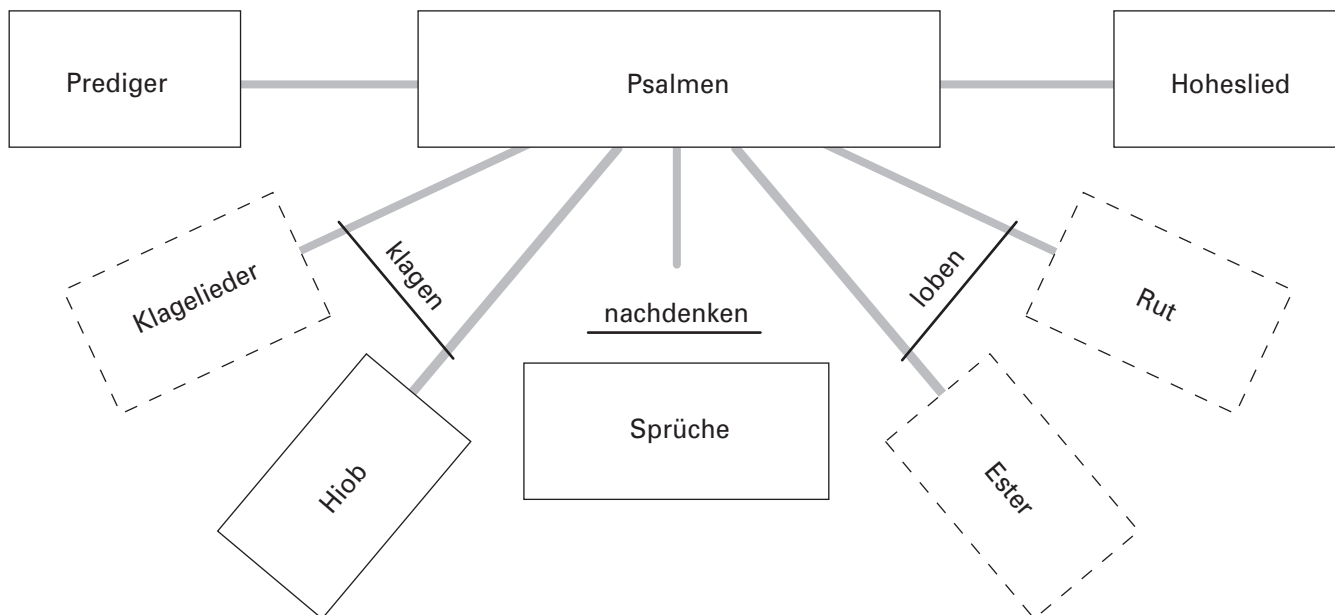 Prediger
Psalmen
Hoheslied
Klagelieder
klagen
nachdenken
loben
Rut
Hiob
Sprüche
Ester